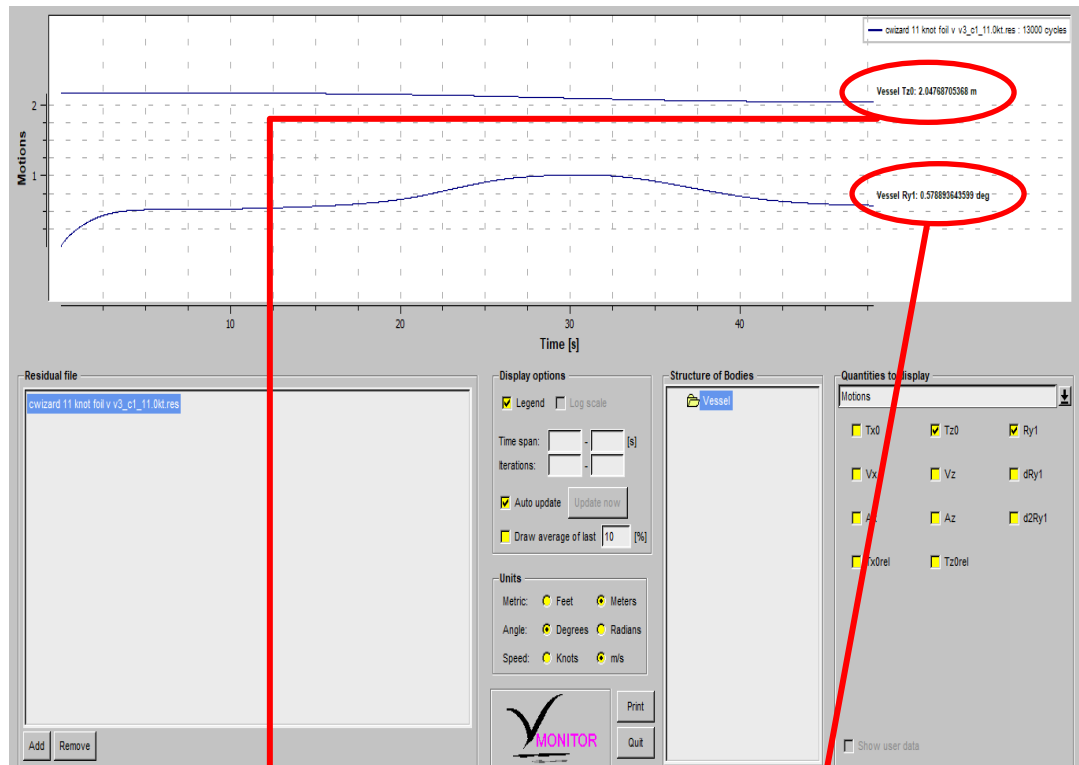 cwizard 11 knot foil v v3_c1_11.0kt.res : 13000 cycles
Vessel Tz0: 2.04768705368 m
2
Motions
1
Vessel Ry1: 0.578893643599 deg
10 20 30 40
Time [s]
Residual file
cwizard 11 knot foil v v3_c1_11.0kt.res
Add Remove
Display options
Legend Log scale
Time span: - [s]
Iterations: -
Auto update Update now
Draw average of last 10 [%]
Units
Metric: Feet Meters
Angle: Degrees Radians
Speed: Knots m/s
MONITOR
Print
Quit
Structure of Bodies
Vessel
Quantities to display
Motions
Tx0 Tz0 Ry1
Vx Vz dRy1
Az d2Ry1
Tx0rel Tz0rel
Show user data